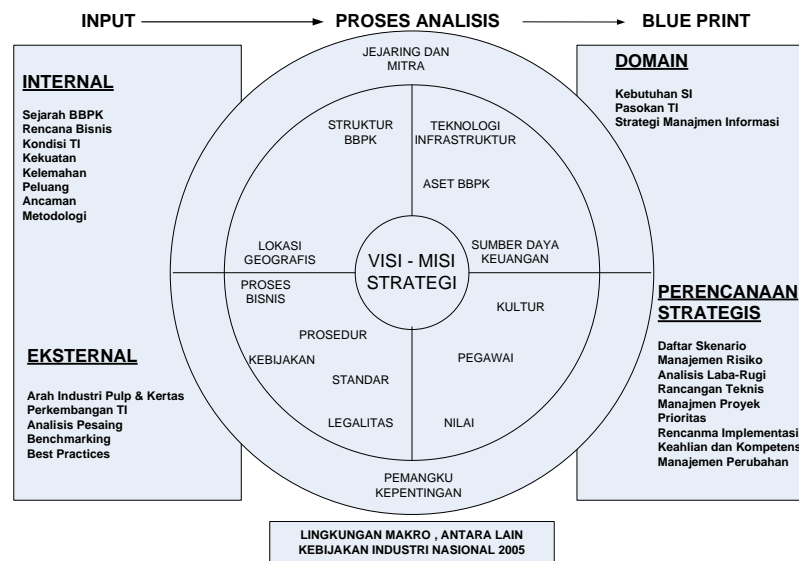 INPUT
PROSES ANALISIS
BLUE PRINT
INTERNAL
Sejarah BBPK
Rencana Bisnis
Kondisi TI
Kekuatan
Kelemahan
Peluang
Ancaman
Metodologi
EKSTERNAL
Arah Industri Pulp & Kertas
Perkembangan TI
Analisis Pesaing
Benchmarking
Best Practices
JEJARING DAN
MITRA
STRUKTUR
BBPK
TEKNOLOGI
INFRASTRUKTUR
ASET BBPK
LOKASI
GEOGRAFIS
SUMBER DAYA
KEUANGAN
VISI - MISI
STRATEGI
PROSES
BISNIS
PROSEDUR
KEBIJAKAN
STANDAR
LEGALITAS
KULTUR
PEGAWAI
NILAI
PEMANGKU
KEPENTINGAN
DOMAIN
Kebutuhan SI
Pasokan TI
Strategi Manajmen Informasi
PERENCANAAN
STRATEGIS
Daftar Skenario
Manajemen Risiko
Analisis Laba-Rugi
Rancangan Teknis
Manajmen Proyek
Prioritas
Rencanma Implementasi
Keahlian dan Kompetens
Manajemen Perubahan
LINGKUNGAN MAKRO , ANTARA LAIN
KEBIJAKAN INDUSTRI NASIONAL 2005